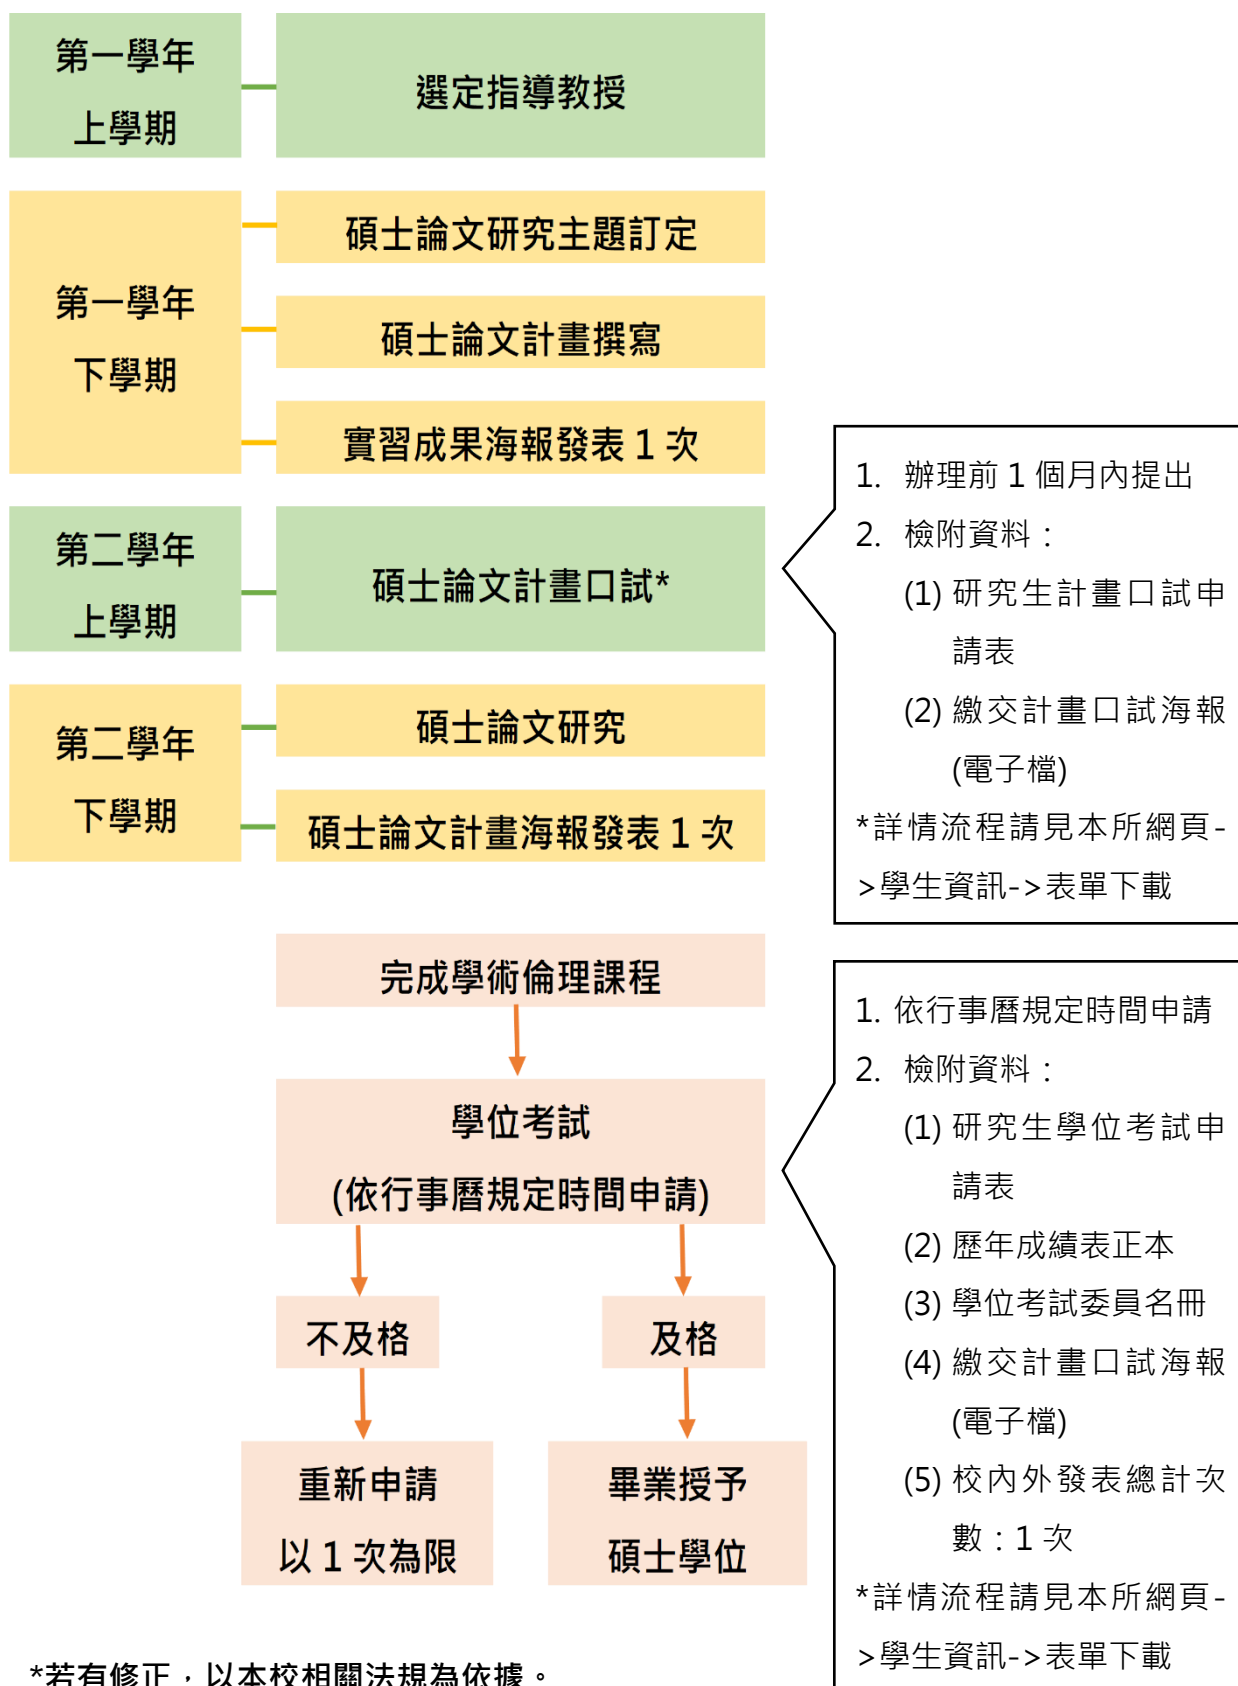 第一學年
上學期
選定指導教授
第一學年
下學期
碩士論文研究主題訂定
碩士論文計畫撰寫
實習成果海報發表 1 次
第二學年
上學期
碩士論文計畫口試*
1. 辦理前 1 個月內提出
2. 檢附資料：
(1) 研究生計畫口試申
請表
(2) 繳交計畫口試海報
(電子檔)
*詳情流程請見本所網頁-
>學生資訊->表單下載
第二學年
下學期
碩士論文研究
碩士論文計畫海報發表 1 次
完成學術倫理課程
學位考試
(依行事曆規定時間申請)
不及格
及格
重新申請
以 1 次為限
畢業授予
碩士學位
1. 依行事曆規定時間申請
2. 檢附資料：
(1) 研究生學位考試申
請表
(2) 歷年成績表正本
(3) 學位考試委員名冊
(4) 繳交計畫口試海報
(電子檔)
(5) 校內外發表總計次
數：1 次
*詳情流程請見本所網頁-
>學生資訊->表單下載
*若有修正，以本校相關法規為依據。